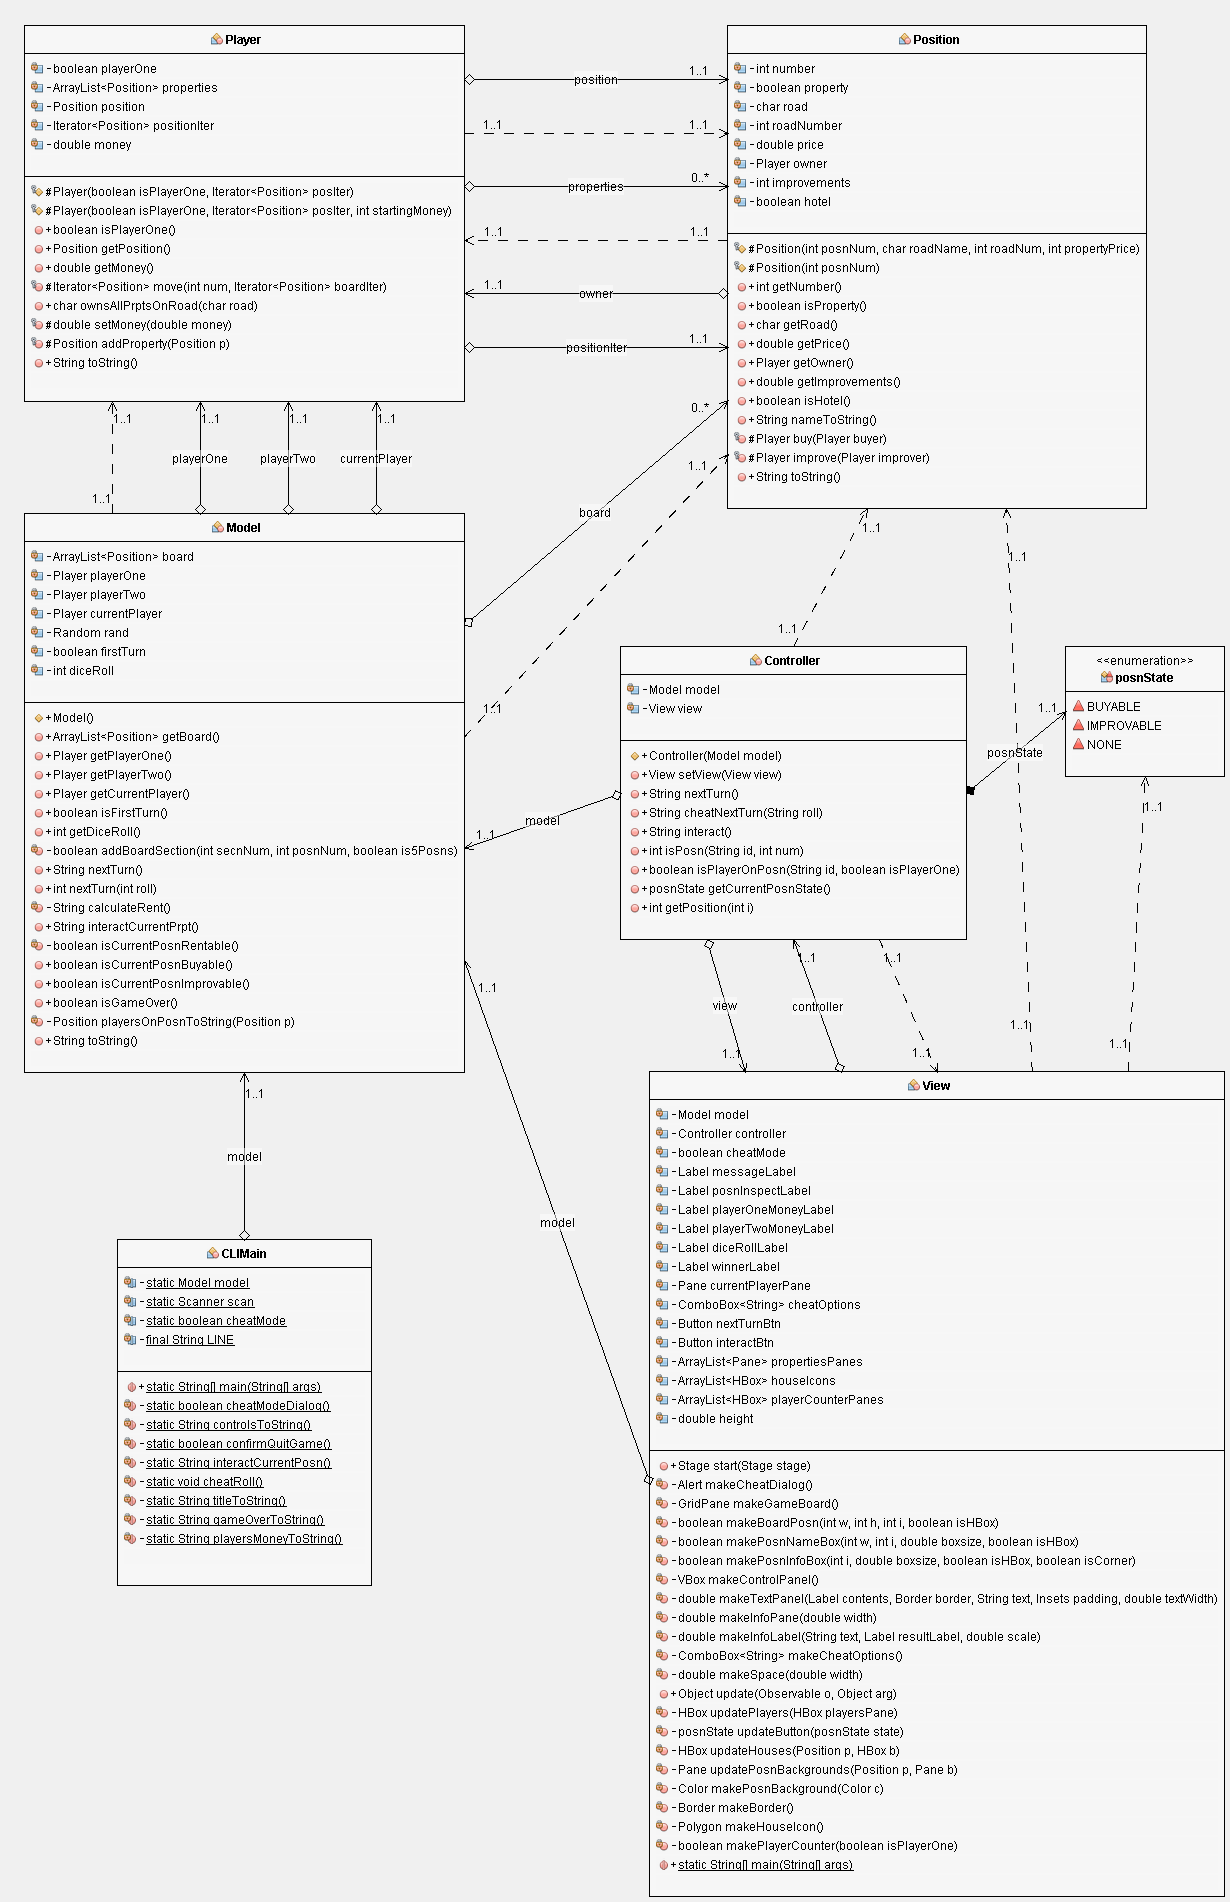 Player
- boolean playerOne
- ArrayList<Position> properties
- Position position
- Iterator<Position> positionIter
- double money
# Player(boolean isPlayerOne, Iterator<Position> posIter)
# Player(boolean isPlayerOne, Iterator<Position> posIter, int startingMoney)
+ boolean isPlayerOne()
+ Position getPosition()
+ double getMoney()
# Iterator<Position> move(int num, Iterator<Position> boardIter)
+ char ownsAllPrptsOnRoad(char road)
# double setMoney(double money)
# Position addProperty(Position p)
+ String toString()
position
1..1
1..1
1..1
properties
0..*
1..1
1..1
owner
positionIter
1..1
Position
- int number
- boolean property
- char road
- int roadNumber
- double price
- Player owner
- int improvements
- boolean hotel
# Position(int posnNum, char roadName, int roadNum, int propertyPrice)
# Position(int posnNum)
+ int getNumber()
+ boolean isProperty()
+ char getRoad()
+ double getPrice()
+ Player getOwner()
+ double getImprovements()
+ boolean isHotel()
+ String nameToString()
# Player buy(Player buyer)
# Player improve(Player improver)
+ String toString()
1..1
1..1
1..1
1..1
playerOne
playerTwo
currentPlayer
1..1
0..*
board
1..1
1..1
Model
- ArrayList<Position> board
- Player playerOne
- Player playerTwo
- Player currentPlayer
- Random rand
- boolean firstTurn
- int diceRoll
+ Model()
+ ArrayList<Position> getBoard()
+ Player getPlayerOne()
+ Player getPlayerTwo()
+ Player getCurrentPlayer()
+ boolean isFirstTurn()
+ int getDiceRoll()
- boolean addBoardSection(int secnNum, int posnNum, boolean is5Posns)
+ String nextTurn()
+ int nextTurn(int roll)
- String calculateRent()
+ String interactCurrentPrpt()
- boolean isCurrentPosnRentable()
+ boolean isCurrentPosnBuyable()
+ boolean isCurrentPosnImprovable()
+ boolean isGameOver()
- Position playersOnPosnToString(Position p)
+ String toString()
1..1
1..1
1..1
Controller
- Model model
- View view
+ Controller(Model model)
+ View setView(View view)
+ String nextTurn()
+ String cheatNextTurn(String roll)
+ String interact()
+ int isPosn(String id, int num)
+ boolean isPlayerOnPosn(String id, boolean isPlayerOne)
+ posnState getCurrentPosnState()
+ int getPosition(int i)
<<enumeration>>
posnState
BUYABLE
IMPROVABLE
NONE
1..1
posnState
model
1..1
1..1
1..1
1..1
1..1
view
controller
1..1
1..1
1..1
1..1
1..1
model
1..1
model
CLIMain
- static Model model
- static Scanner scan
- static boolean cheatMode
- final String LINE
+ static String[] main(String[] args)
- static boolean cheatModeDialog()
- static String controlsToString()
- static boolean confirmQuitGame()
- static String interactCurrentPosn()
- static void cheatRoll()
- static String titleToString()
- static String gameOverToString()
- static String playersMoneyToString()
View
- Model model
- Controller controller
- boolean cheatMode
- Label messageLabel
- Label posnInspectLabel
- Label playerOneMoneyLabel
- Label playerTwoMoneyLabel
- Label diceRollLabel
- Label winnerLabel
- Pane currentPlayerPane
- ComboBox<String> cheatOptions
- Button nextTurnBtn
- Button interactBtn
- ArrayList<Pane> propertiesPanes
- ArrayList<HBox> houseIcons
- ArrayList<HBox> playerCounterPanes
- double height
+ Stage start(Stage stage)
- Alert makeCheatDialog()
- GridPane makeGameBoard()
- boolean makeBoardPosn(int w, int h, int i, boolean isHBox)
- boolean makePosnNameBox(int w, int i, double boxsize, boolean isHBox)
- boolean makePosnInfoBox(int i, double boxsize, boolean isHBox, boolean isCorner)
- VBox makeControlPanel()
- double makeTextPanel(Label contents, Border border, String text, Insets padding, double textWidth)
- double makeInfoPane(double width)
- double makeInfoLabel(String text, Label resultLabel, double scale)
- ComboBox<String> makeCheatOptions()
- double makeSpace(double width)
+ Object update(Observable o, Object arg)
- HBox updatePlayers(HBox playersPane)
- posnState updateButton(posnState state)
- HBox updateHouses(Position p, HBox b)
- Pane updatePosnBackgrounds(Position p, Pane b)
- Color makePosnBackground(Color c)
- Border makeBorder()
- Polygon makeHouseIcon()
- boolean makePlayerCounter(boolean isPlayerOne)
+ static String[] main(String[] args)